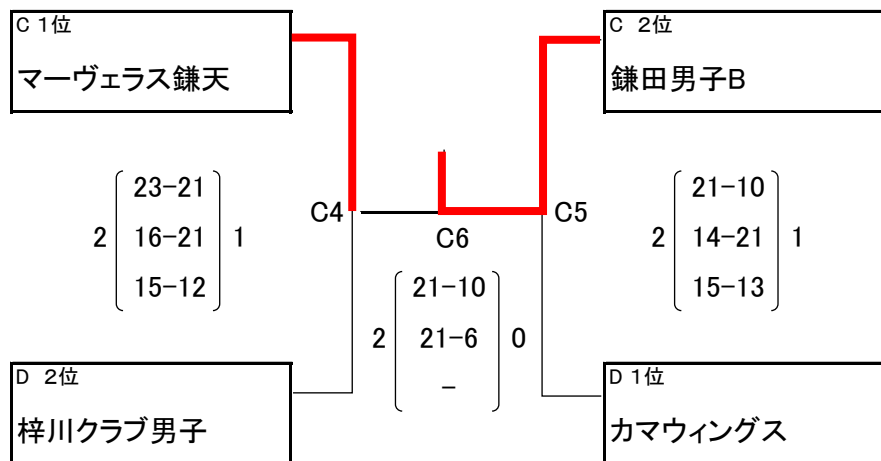 C 1位
マーヴェラス鎌天
C 2位
鎌田男子B
23-21
2 16-21 1
15-12
C4
C5
C6
21-10
2 14-21 1
15-13
21-10
2 21-6 0
-
D 2位
梓川クラブ男子
D 1位
カマウィングス